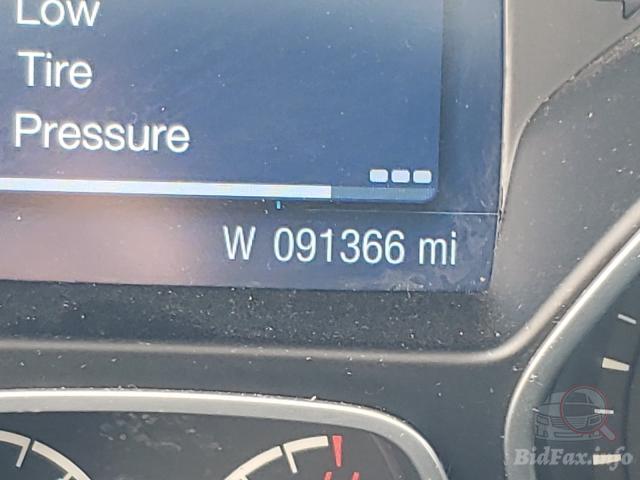 Low
Tire
Pressure
W 091366 mi
BidFax.info